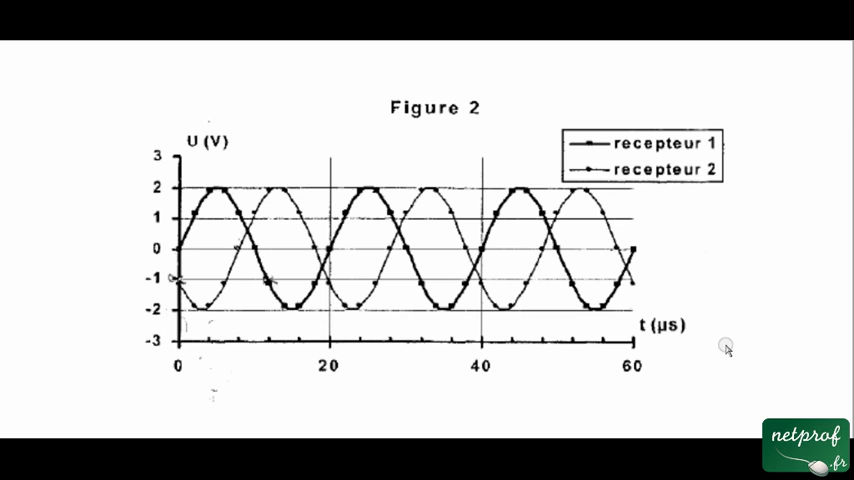 Figure 2
U (V)
recepteur 1
recepteur 2
3
2
1
0
-1
-2
-3
t (µs)
0 20 40 60
netprof
.fr